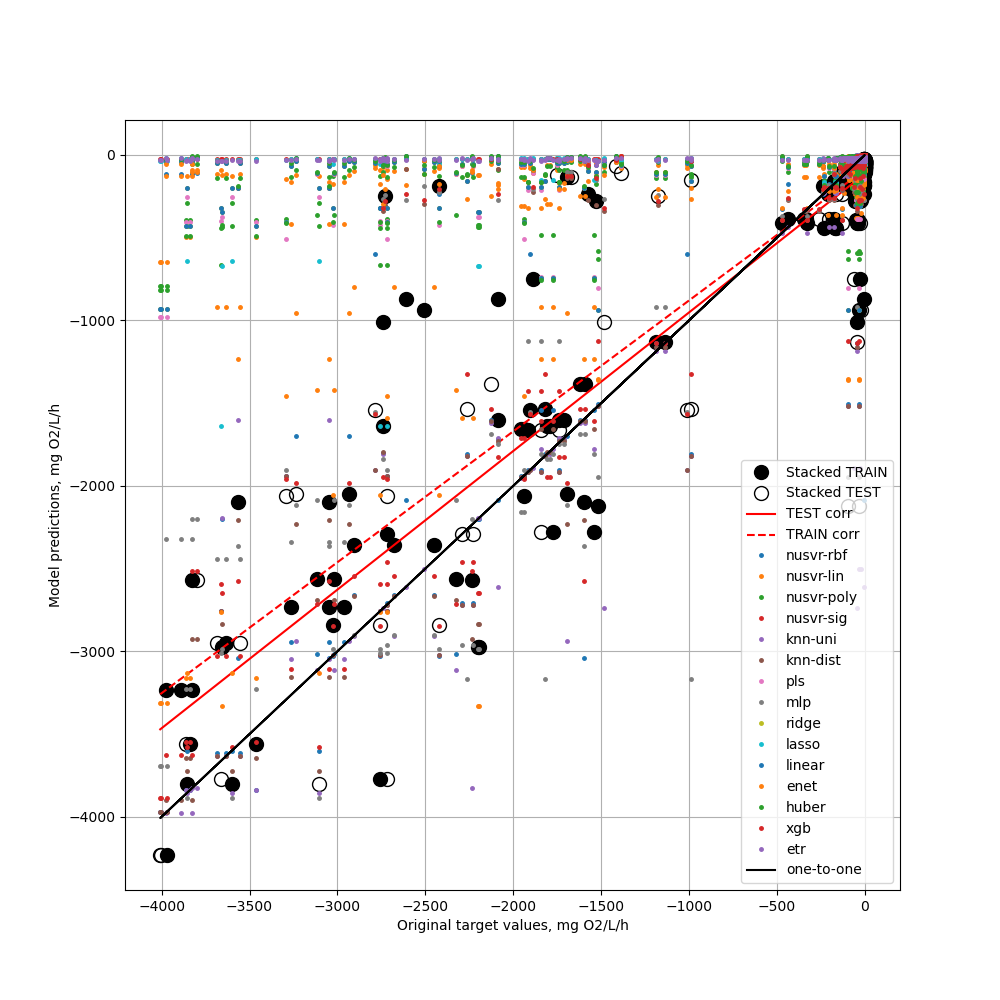 0
−1000
−2000
−3000
−4000
Model predictions, mg O2/L/h
−4000 −3500 −3000 −2500 −2000 −1500 −1000 −500 0
Original target values, mg O2/L/h
Stacked TRAIN
Stacked TEST
TEST corr
TRAIN corr
nusvr-rbf
nusvr-lin
nusvr-poly
nusvr-sig
knn-uni
knn-dist
pls
mlp
ridge
lasso
linear
enet
huber
xgb
etr
one-to-one